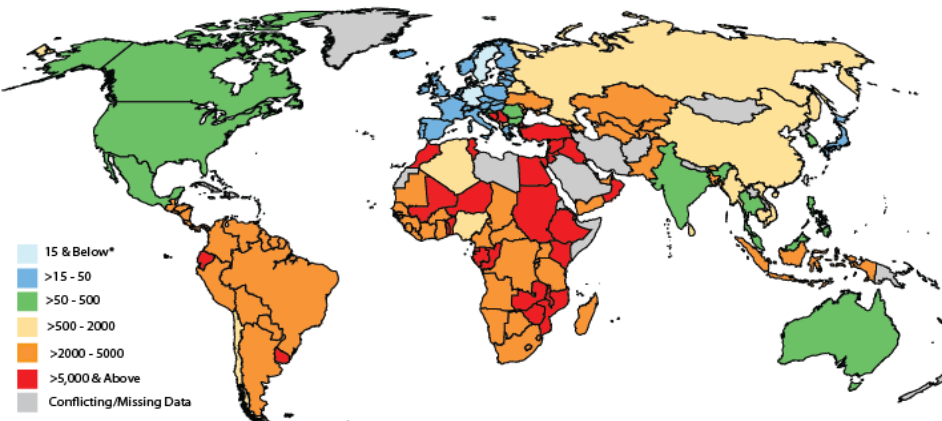 15 & Below*
>15 - 50
>50 - 500
>500 - 2000
>2000 - 5000
>5,000 & Above
Conflicting/Missing Data